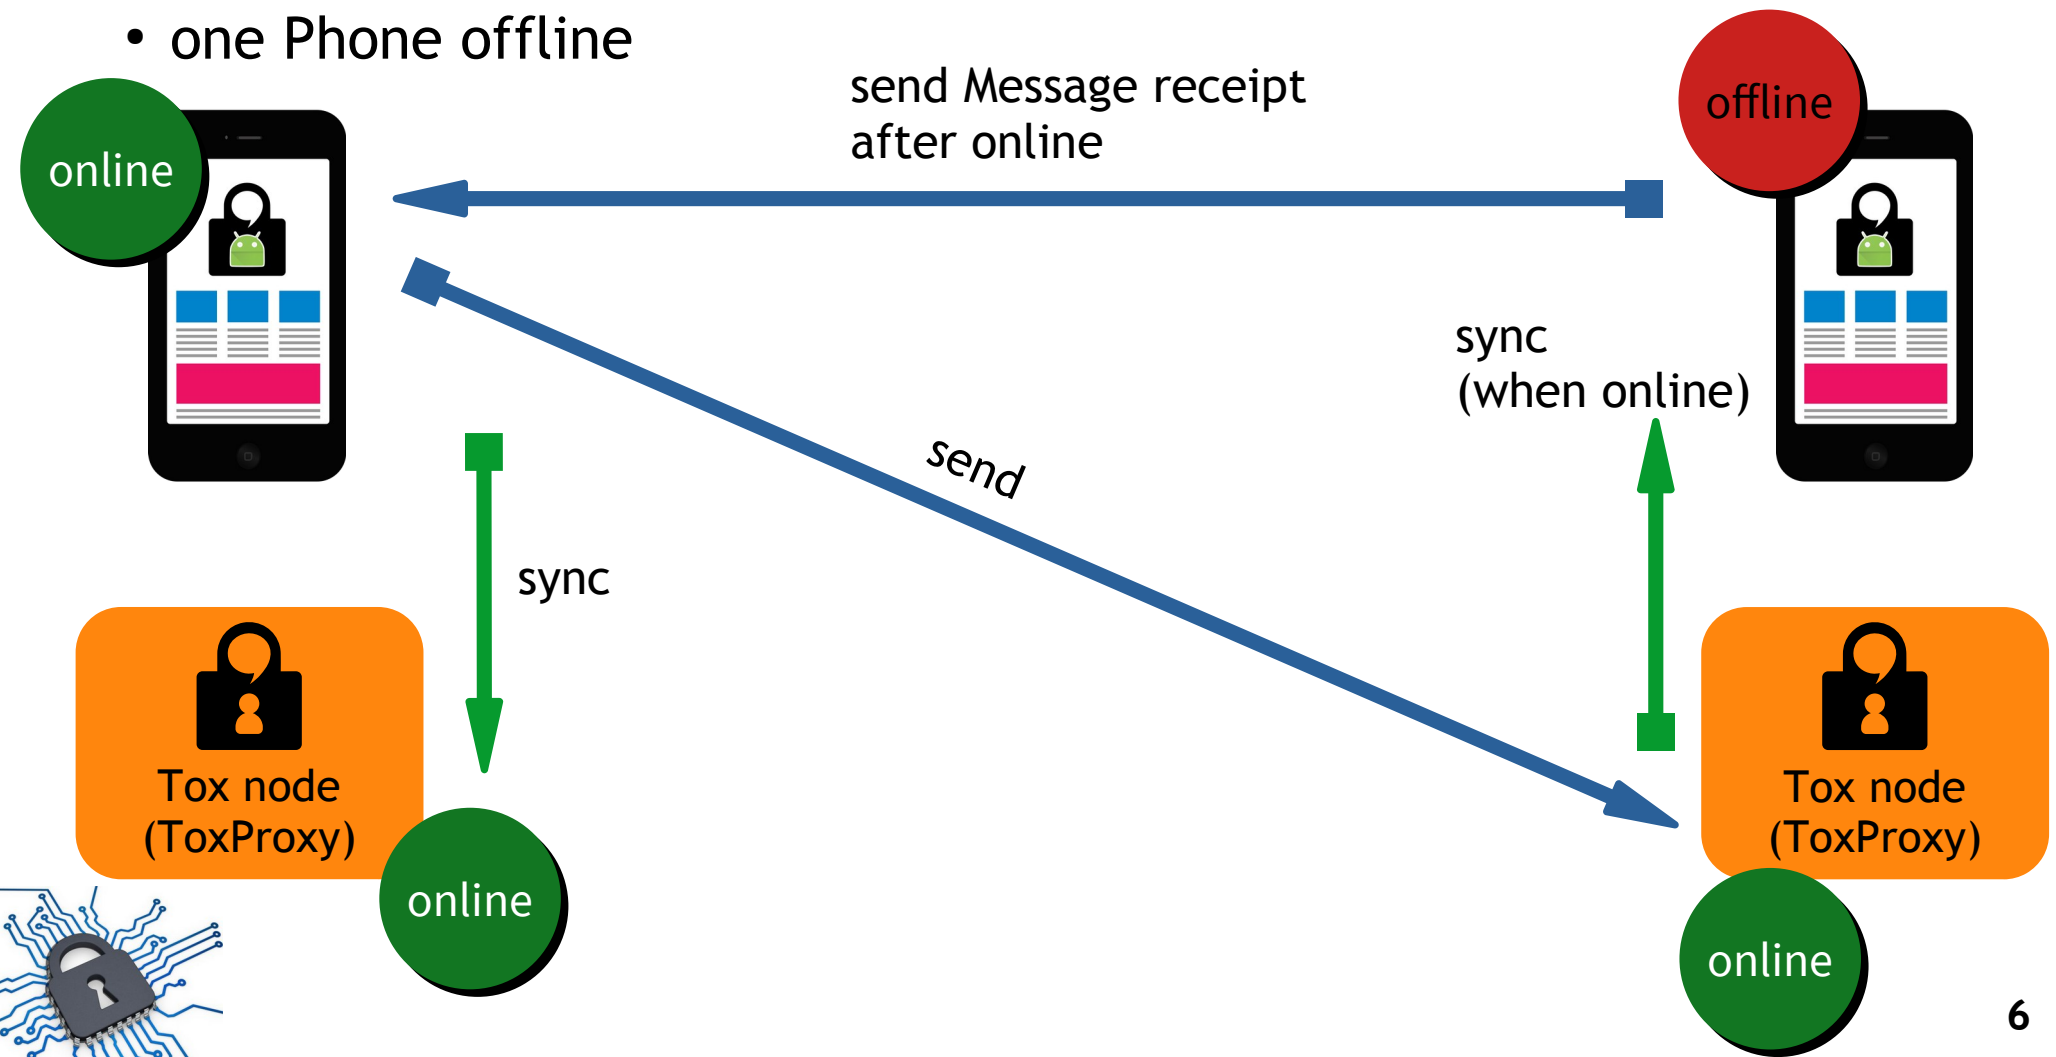 • one Phone offline
send Message receipt
after online
offline
online
sync
(when online)
send
sync
Tox node
(ToxProxy)
online
Tox node
(ToxProxy)
online
6